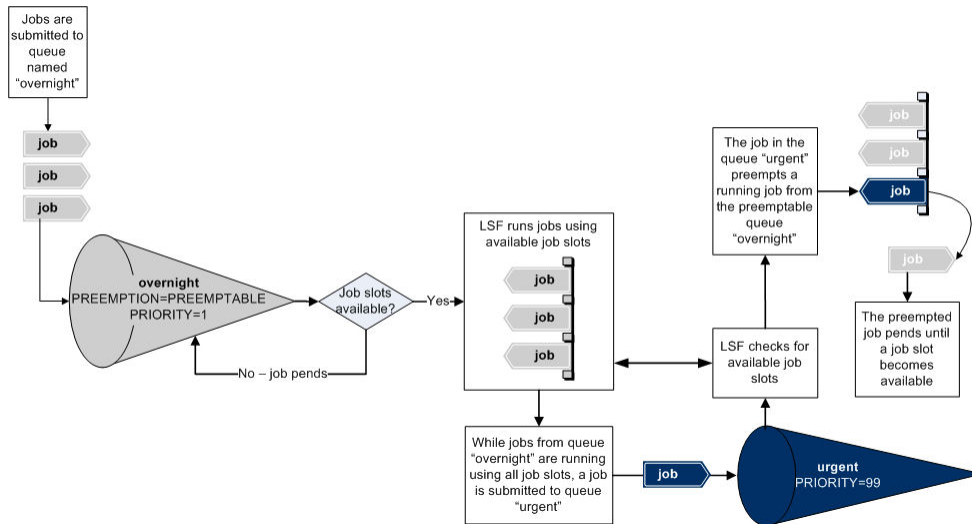 Jobs are
submitted to
queue
named
“overnight”
job
job
job
overnight
PREEMPTION=PREEMPTABLE
PRIORITY=1
Job slots
available?
Yes
No – job pends
LSF runs jobs using
available job slots
job
job
job
While jobs from queue
“overnight” are running
using all job slots, a job
is submitted to queue
“urgent”
job
urgent
PRIORITY=99
LSF checks for
available job
slots
The job in the
queue “urgent”
preempts a
running job from
the preemptable
queue
“overnight”
job
job
job
job
The preempted
job pends until
a job slot
becomes
available